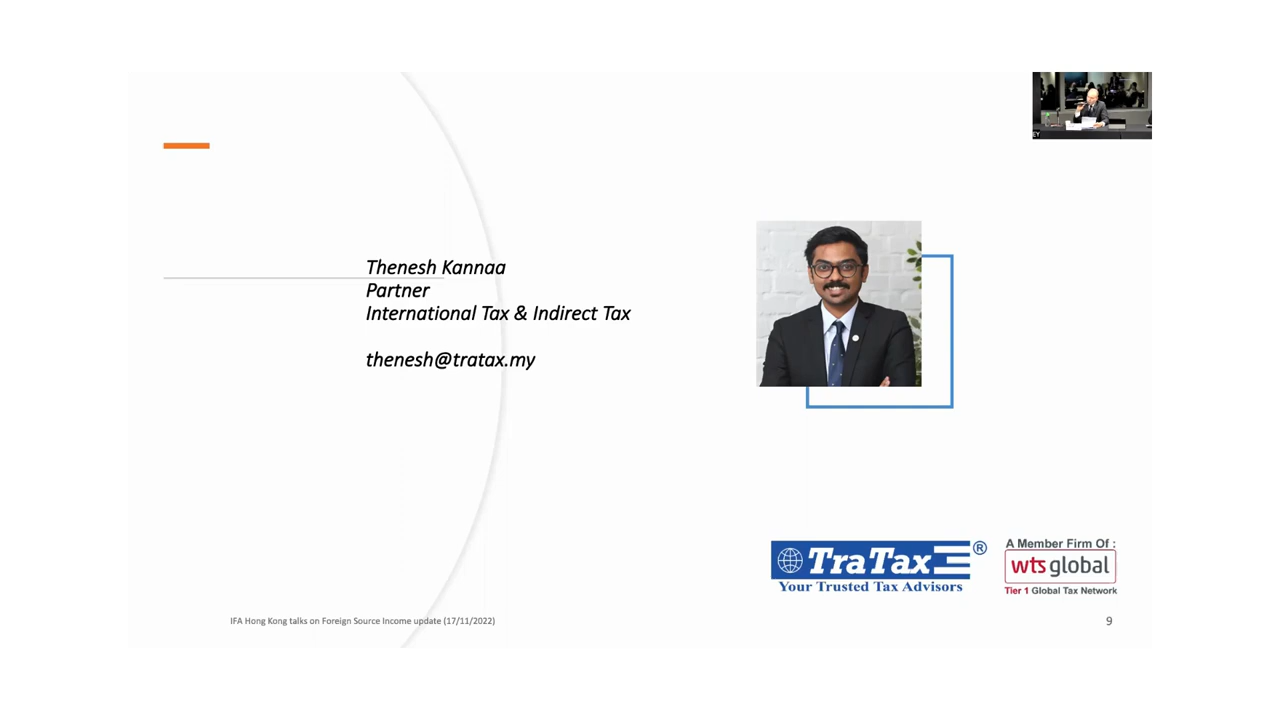 Thenesh Kannaa
Partner
International Tax & Indirect Tax
thenesh@tratax.my
TraTax®
Your Trusted Tax Advisors
A Member Firm Of :
wts global
Tier 1 Global Tax Network
IFA Hong Kong talks on Foreign Source Income update (17/11/2022)
9
EY